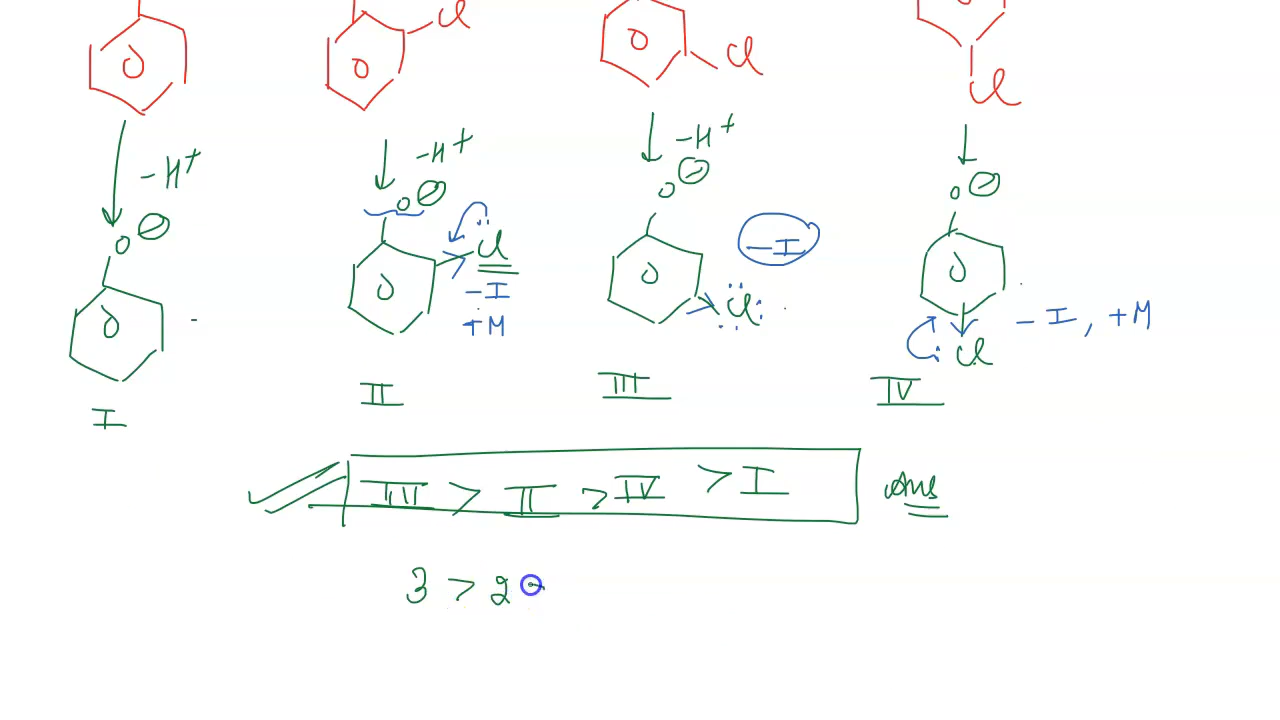 Cl Cl Cl
-H⁺ -H⁺ -H⁺
O⊖ O⊖ O⊖ O⊖
Cl -I Cl
-I +M -I, +M
Cl
I II III IV
III > II > IV > I Ans
3 > 2